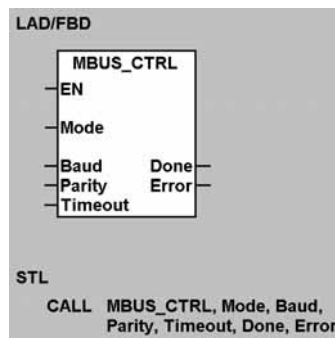 LAD/FBD
MBUS_CTRL
EN
Mode
Baud Done
Parity Error
Timeout
STL
CALL MBUS_CTRL, Mode, Baud,
Parity, Timeout, Done, Error